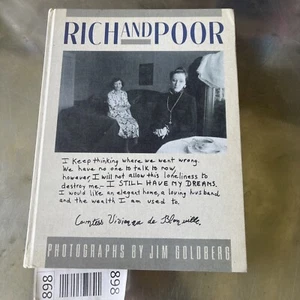 RICH AND POOR
I keep thinking where we went wrong.
We have no one to talk to now,
however, I will not allow this loneliness to
destroy me,— I STILL HAVE MY DREAMS.
I would like an elegant home, a loving husband
and the wealth I am used to.
Countess Vivianna de Blonville.
PHOTOGRAPHS BY JIM GOLDBERG
898
868